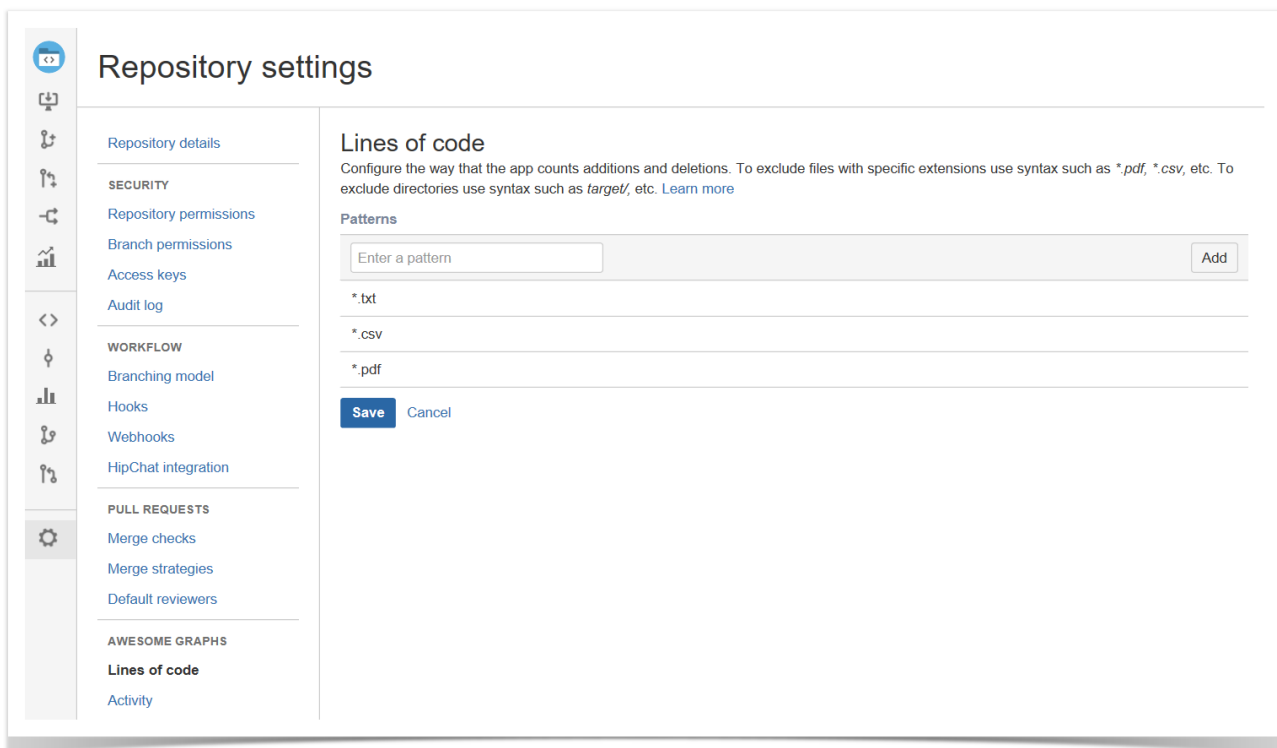 Repository settings
Repository details
SECURITY
Repository permissions
Branch permissions
Access keys
Audit log
WORKFLOW
Branching model
Hooks
Webhooks
HipChat integration
PULL REQUESTS
Merge checks
Merge strategies
Default reviewers
AWESOME GRAPHS
Lines of code
Activity
Lines of code
Configure the way that the app counts additions and deletions. To exclude files with specific extensions use syntax such as *.pdf, *.csv, etc. To
exclude directories use syntax such as target/, etc. Learn more
Patterns
Enter a pattern
Add
*.txt
*.csv
*.pdf
Save Cancel